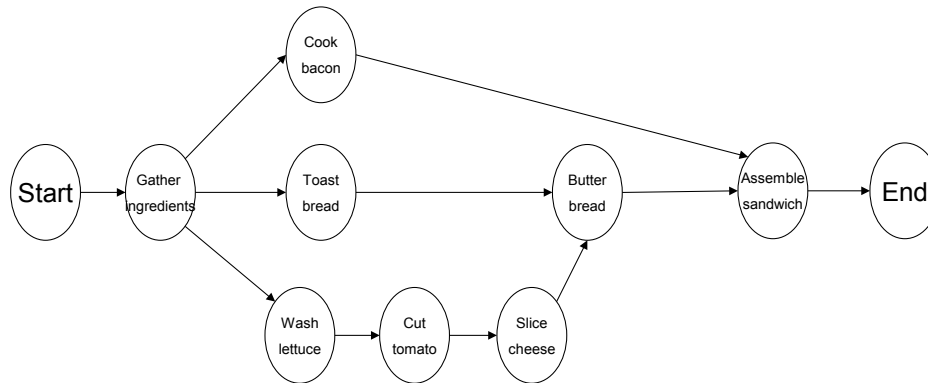 Cook
bacon
Start
Gather
ingredients
Toast
bread
Butter
bread
Assemble
sandwich
End
Wash
lettuce
Cut
tomato
Slice
cheese